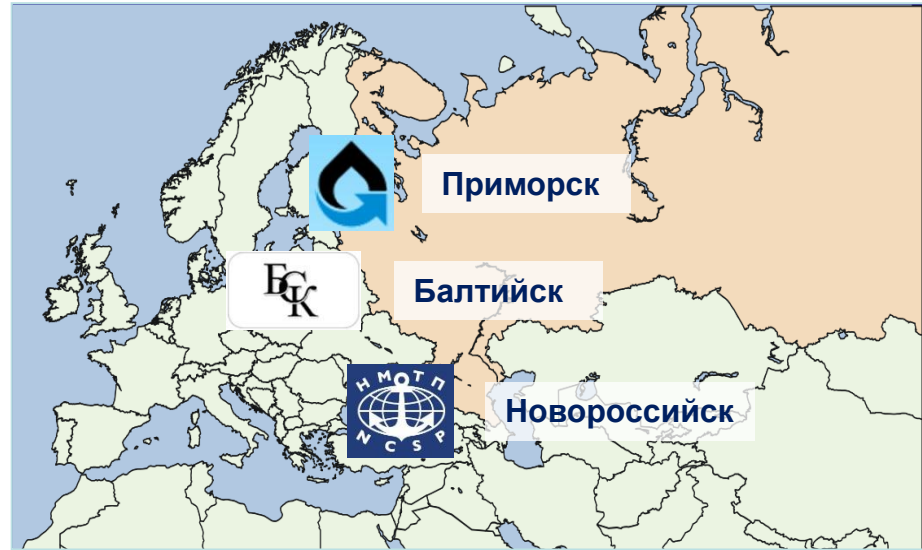 Приморск
БСК
Балтийск
НМОТП
NCSP
Новороссийск